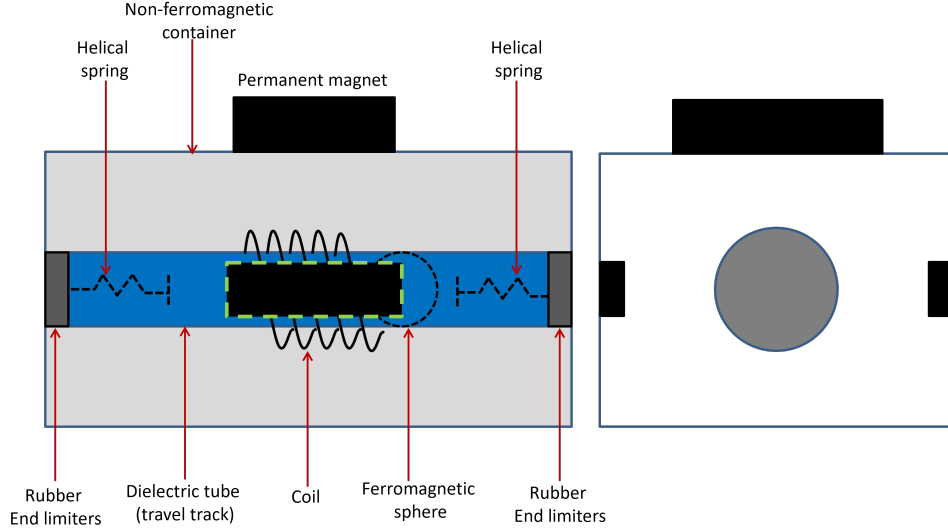 Non-ferromagnetic
container
Helical
spring
Helical
spring
Permanent magnet
Rubber
End limiters
Dielectric tube
(travel track)
Coil
Ferromagnetic
sphere
Rubber
End limiters